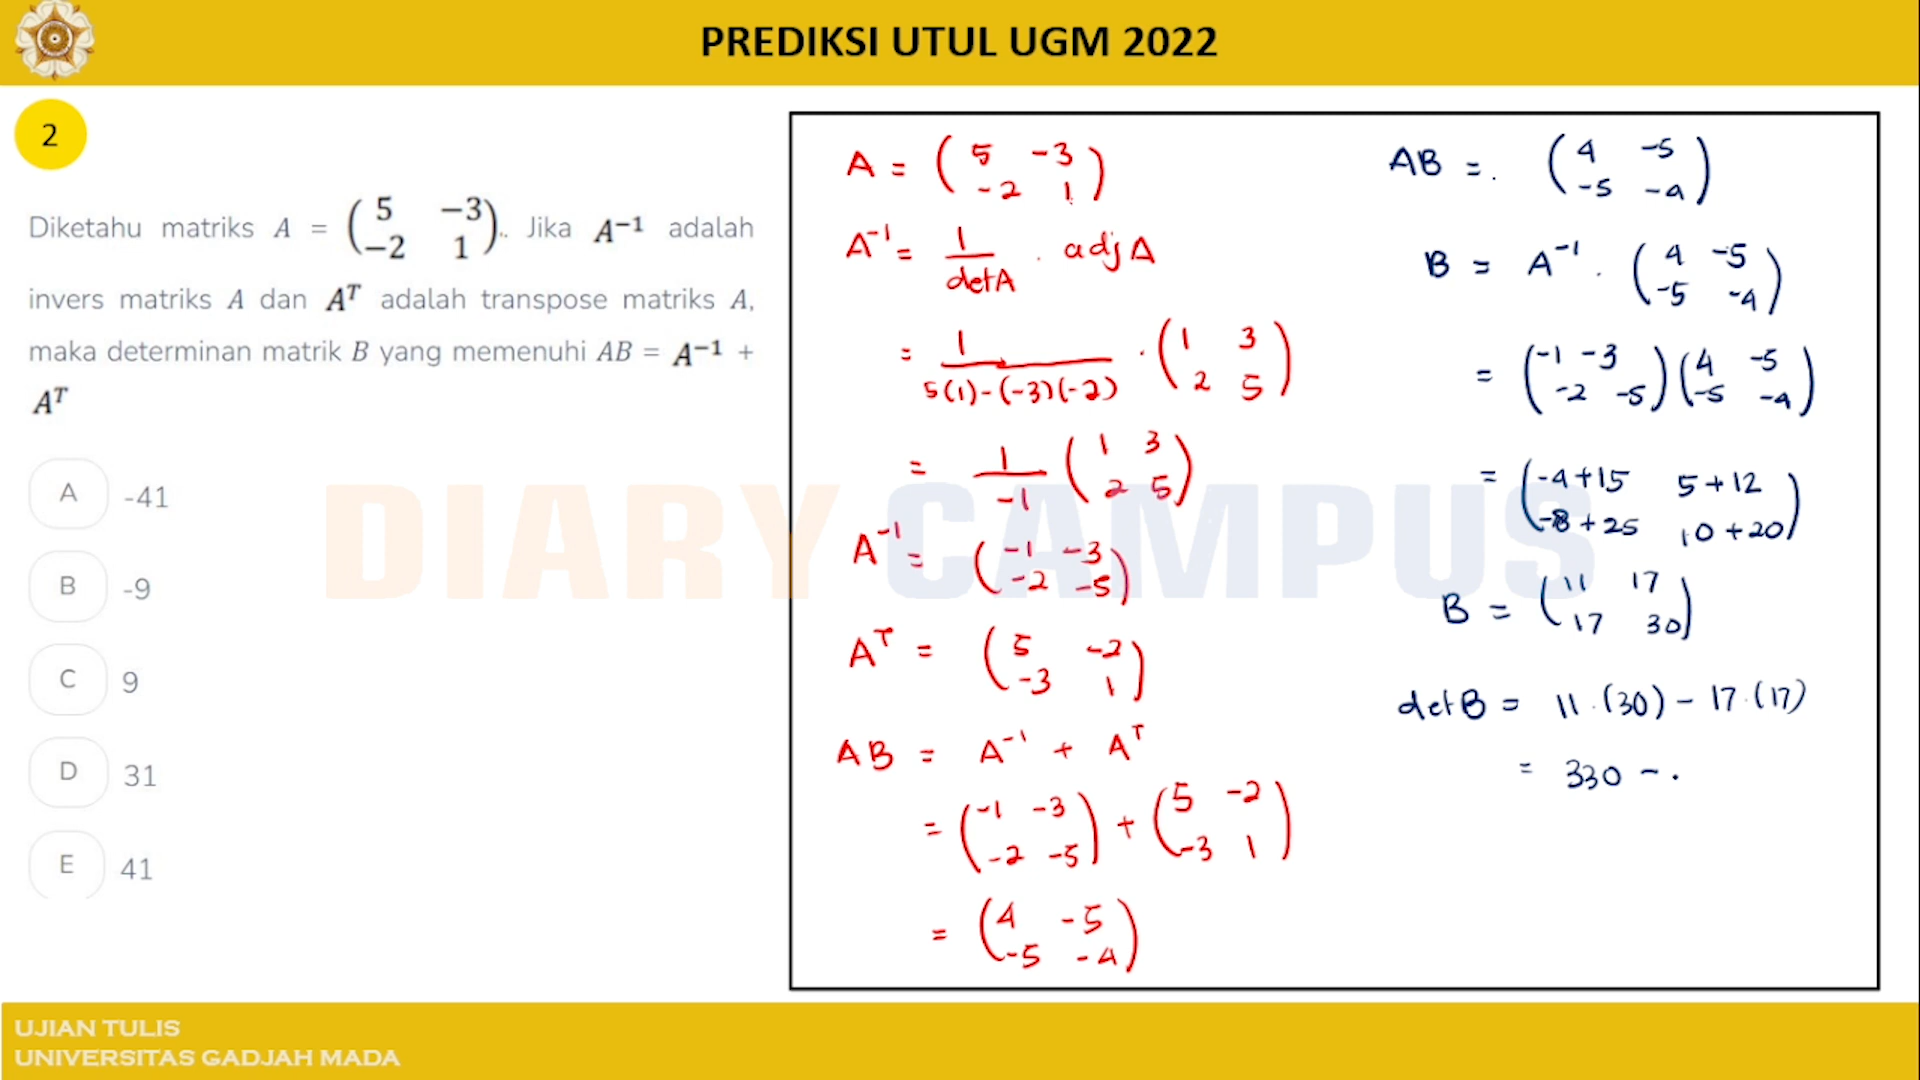 PREDIKSI UTUL UGM 2022
2
Diketahu matriks A = ( 5 −3 ; −2 1 ).. Jika A⁻¹ adalah
invers matriks A dan Aᵀ adalah transpose matriks A,
maka determinan matrik B yang memenuhi AB = A⁻¹ +
Aᵀ
A -41
B -9
C 9
D 31
E 41
A = ( 5 -3 ; -2 1 )
A⁻¹ = 1/detA . adj A
= 1/(5(1)-(-3)(-2)) . ( 1 3 ; 2 5 )
= 1/-1 ( 1 3 ; 2 5 )
A⁻¹ = ( -1 -3 ; -2 -5 )
Aᵀ = ( 5 -2 ; -3 1 )
AB = A⁻¹ + Aᵀ
= ( -1 -3 ; -2 -5 ) + ( 5 -2 ; -3 1 )
= ( 4 -5 ; -5 -4 )
AB =. ( 4 -5 ; -5 -4 )
B = A⁻¹ . ( 4 -5 ; -5 -4 )
= ( -1 -3 ; -2 -5 ) ( 4 -5 ; -5 -4 )
= ( -4+15 5+12 ; -8+25 10+20 )
B = ( 11 17 ; 17 30 )
det B = 11.(30) - 17.(17)
= 330 - .
DIARY CAMPUS
UJIAN TULIS
UNIVERSITAS GADJAH MADA